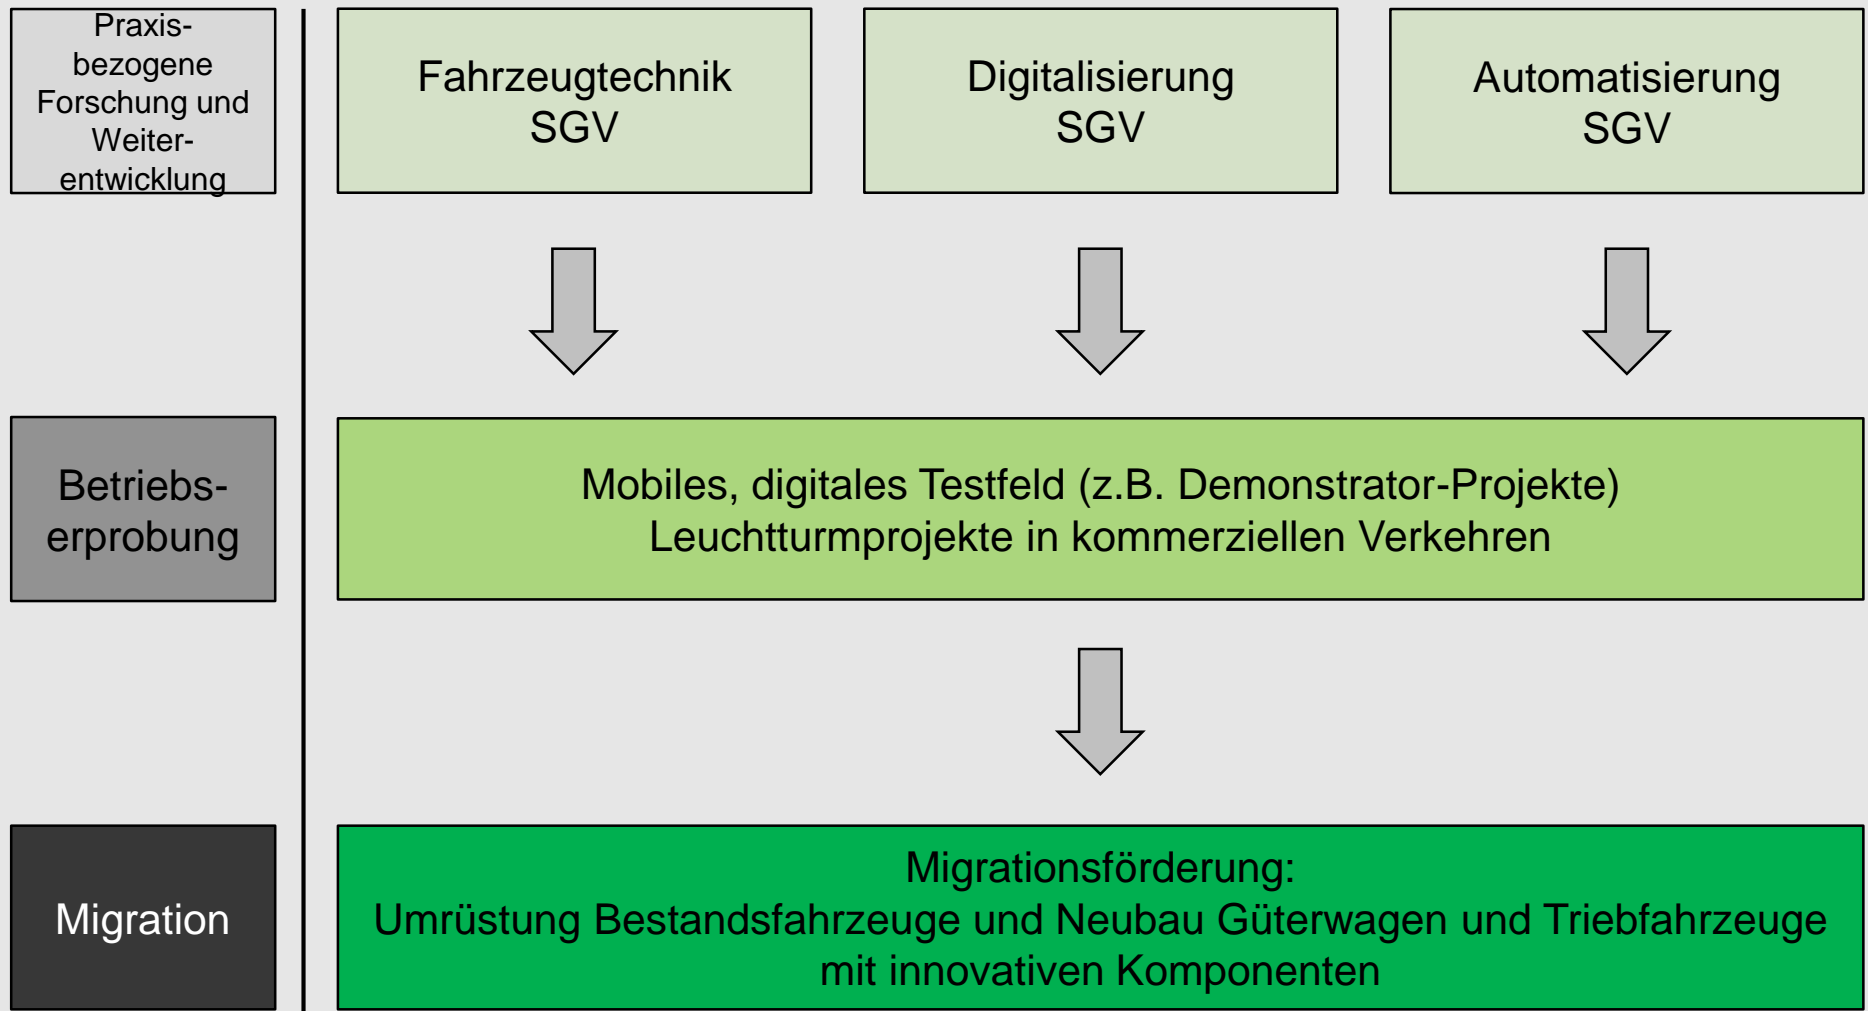 Praxis-
bezogene
Forschung und
Weiter-
entwicklung
Fahrzeugtechnik
SGV
Digitalisierung
SGV
Automatisierung
SGV
Betriebs-
erprobung
Mobiles, digitales Testfeld (z.B. Demonstrator-Projekte)
Leuchtturmprojekte in kommerziellen Verkehren
Migration
Migrationsförderung:
Umrüstung Bestandsfahrzeuge und Neubau Güterwagen und Triebfahrzeuge
mit innovativen Komponenten